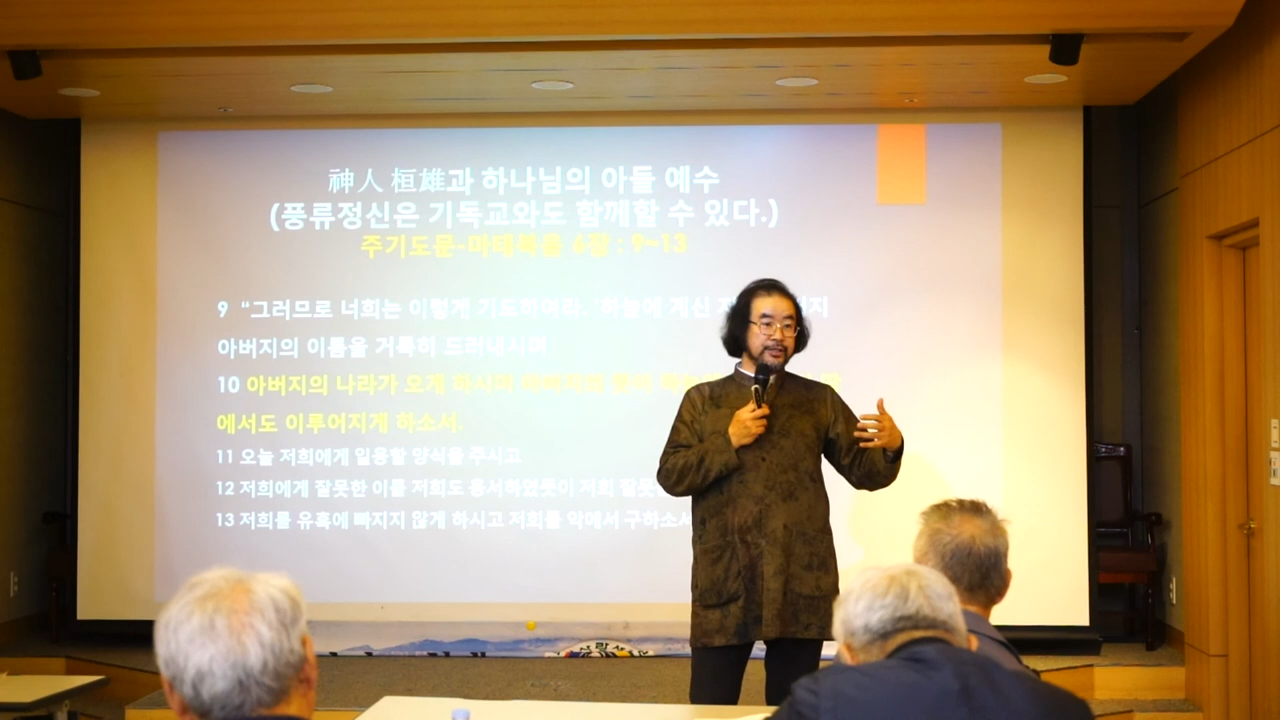 神人 桓雄과 하나님의 아들 예수
(풍류정신은 기독교와도 함께할 수 있다.)
주기도문-마태복음 6장 : 9~13
9 “그러므로 너희는 이렇게 기도하여라. ‘하늘에 계신
아버지의 이름을 거룩히 드러내시며
10 아버지의 나라가 오게 하시며 아버지의 뜻이
에서도 이루어지게 하소서.
11 오늘 저희에게 일용할 양식을 주시고
12 저희에게 잘못한 이를 저희도 용서하였듯이 저희
13 저희를 유혹에 빠지지 않게 하시고 저희를 악에서 구하소서